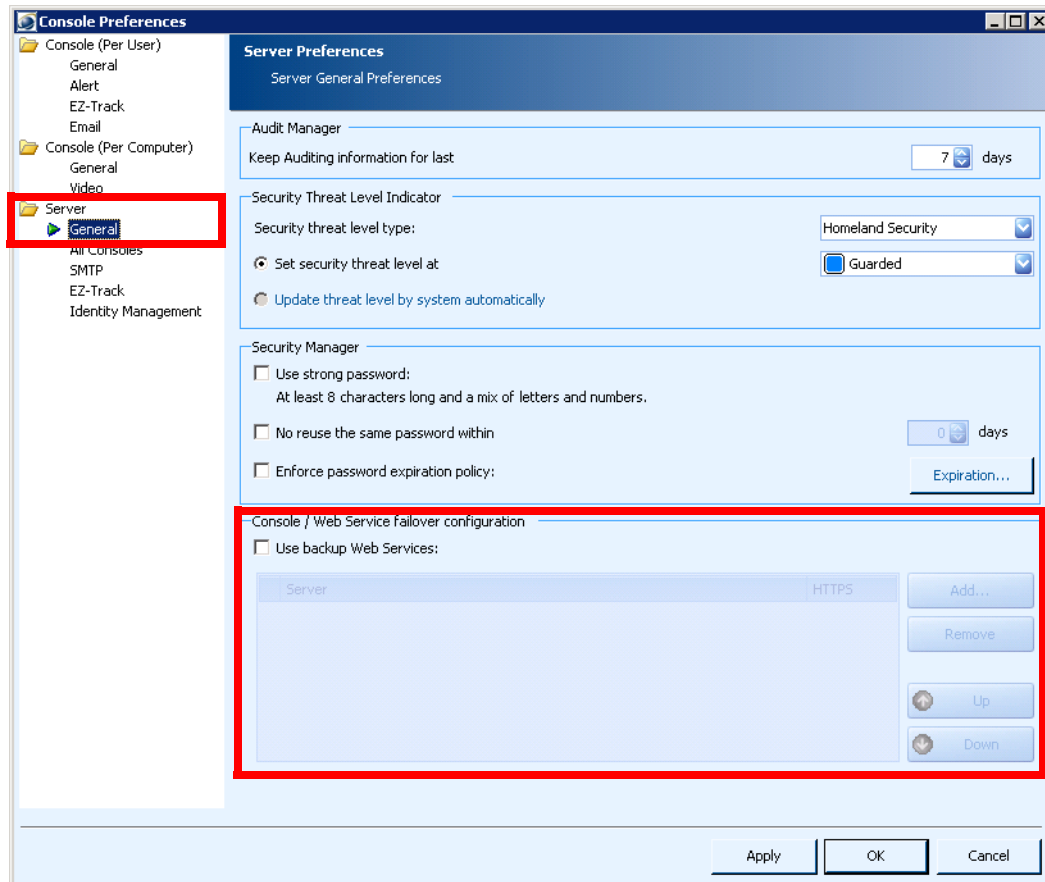 Console Preferences
Console (Per User)
General
Alert
EZ-Track
Email
Console (Per Computer)
General
Video
Server
General
All Consoles
SMTP
EZ-Track
Identity Management
Server Preferences
Server General Preferences
Audit Manager
Keep Auditing information for last 7 days
Security Threat Level Indicator
Security threat level type: Homeland Security
Set security threat level at Guarded
Update threat level by system automatically
Security Manager
Use strong password:
At least 8 characters long and a mix of letters and numbers.
No reuse the same password within 0 days
Enforce password expiration policy: Expiration...
Console / Web Service failover configuration
Use backup Web Services:
Server HTTPS Add...
Remove
Up
Down
Apply OK Cancel